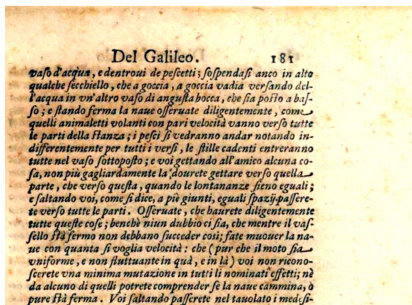 Del Galileo. 181
vaso d'acqua, e dentroui de pescetti; sospendasi anco in alto
qualche secchiello, che a goccia, a goccia vadia versando del-
l'acqua in vn'altro vaso di angusta bocca, che sia posto a bas-
so; e stando ferma la naue osseruate diligentemente, come
quelli animaletti volanti con pari velocità vanno verso tutte
le parti della stanza; i pesci si vedranno andar notando in-
differentemente per tutti i versi, le stille cadenti entreranno
tutte nel vaso sottoposto; e voi gettando all'amico alcuna co-
sa, non più gagliardamente la dourete gettare verso quella
parte, che verso questa, quando le lontananze sieno eguali;
e saltando voi, come si dice, a piè giunti, eguali spazij passere-
te verso tutte le parti. Osseruate, che haurete diligentemente
tutte queste cose, benchè niun dubbio ci sia, che mentre il vas-
sello stà fermo non debbano succeder così; fate muouer la na-
ue con quanta si voglia velocità: che (pur che il moto sia
vniforme, e non fluttuante in quà, e in là) voi non ricono-
scerete vna minima mutazione in tutti li nominati effetti; nè
da alcuno di quelli potrete comprender se la naue cammina, ò
pure stà ferma. Voi saltando passerete nel tauolato i medesi-